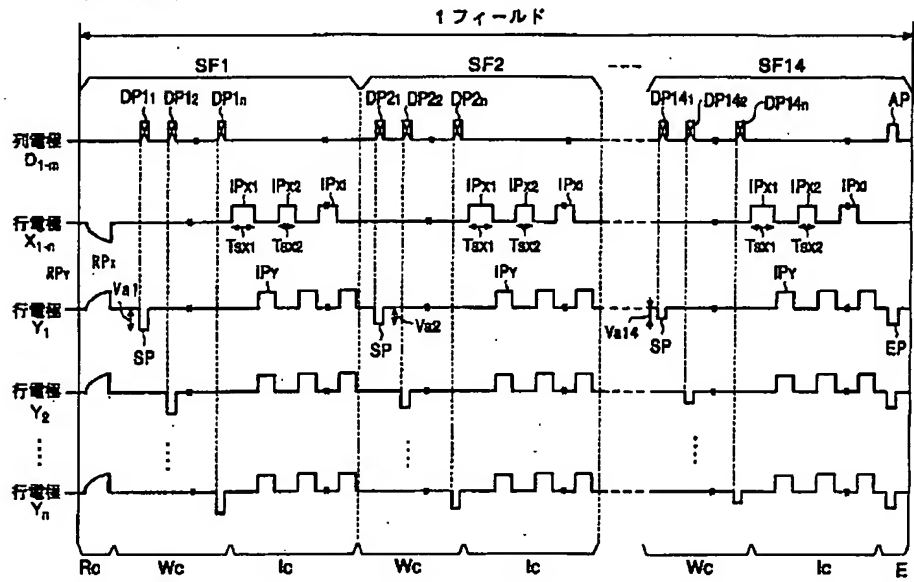 1 フィールド
SF1 SF2 SF14
DP1₁ DP1₂ DP1n DP2₁ DP2₂ DP2n DP14₁ DP14₂ DP14n AP
列電極 D1-m
IPx1 IPx2 IPxi IPx1 IPx2 IPxi IPx1 IPx2 IPxi
行電極 X1-n
Tsx1 Tsx2 Tsx1 Tsx2 Tsx1 Tsx2
RPY RPx
Va1 IPY IPY IPY
行電極 Y₁
Va2 Va14
SP SP SP EP
行電極 Y₂
行電極 Yn
Rc Wc Ic Wc Ic Wc Ic E